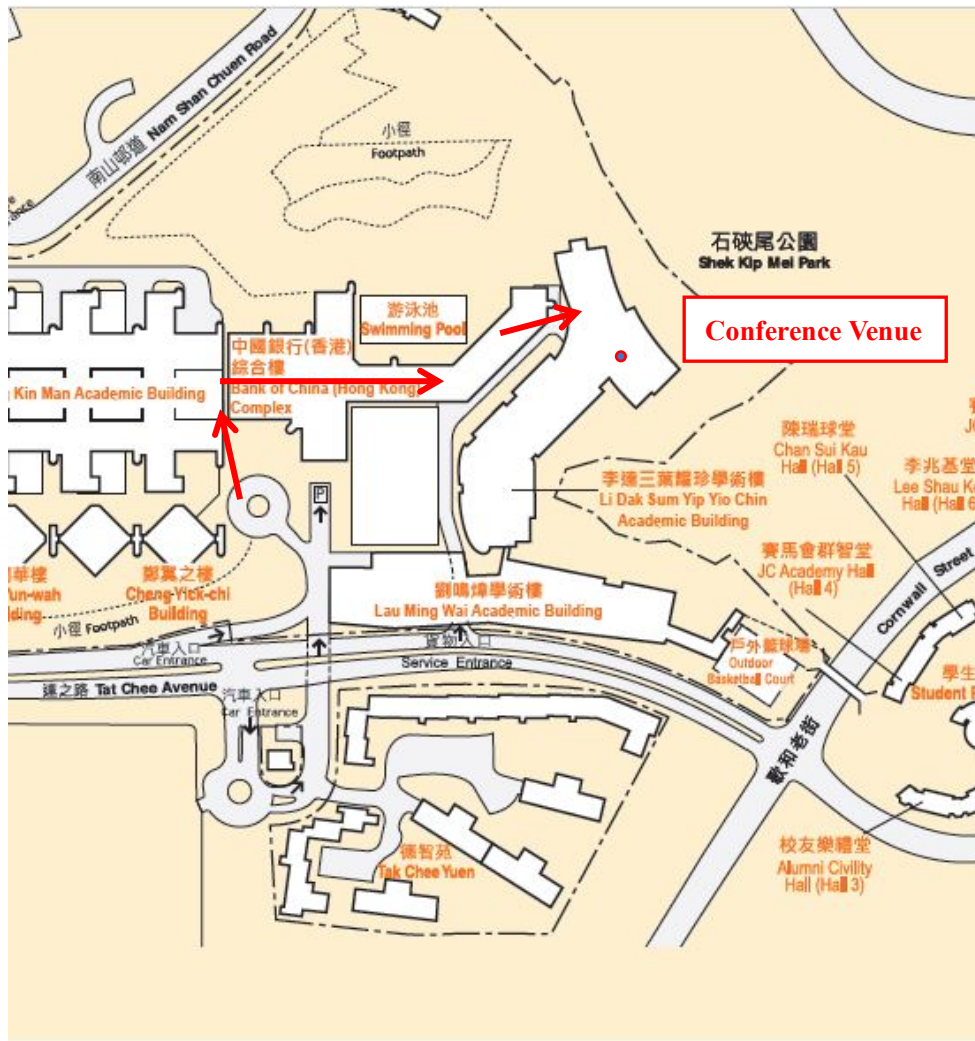 南山邨道 Nam Shan Chuen Road
小徑
Footpath
石硤尾公園
Shek Kip Mei Park
Conference Venue
游泳池
Swimming Pool
中國銀行(香港)
綜合樓
Bank of China (Hong Kong)
Complex
Kin Man Academic Building
P
陳瑞球堂
Chan Sui Kau
Hall (Hall 5)
李兆基堂
Lee Shau K
Hall (Hall 6
李達三葉耀珍學術樓
Li Dak Sum Yip Yio Chin
Academic Building
賽馬會群智堂
JC Academy Hall
(Hall 4)
鄭翼之樓
Cheng Yick-chi
Building
劉鳴煒學術樓
Lau Ming Wai Academic Building
小徑 Footpath
汽車入口
Car Entrance
貨物入口
Service Entrance
戶外籃球場
Outdoor
Basketball Court
Cornwall Street
歌和老街
達之路 Tat Chee Avenue
汽車入口
Car Entrance
學生
Student
德智苑
Tak Chee Yuen
校友樂禮堂
Alumni Civility
Hall (Hall 3)